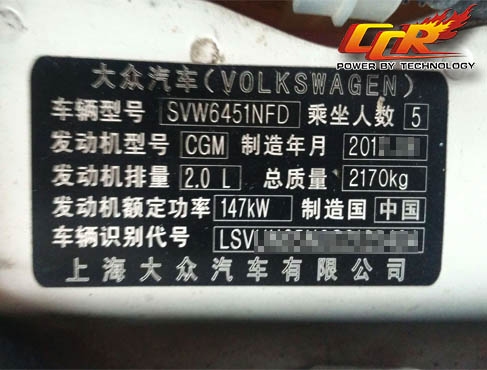 CCR
POWER BY TECHNOLOGY
大众汽车(VOLKSWAGEN)
车辆型号 SVW6451NFD 乘坐人数 5
发动机型号 CGM 制造年月 201
发动机排量 2.0 L 总质量 2170kg
发动机额定功率 147kW 制造国 中国
车辆识别代号 LSV
上海大众汽车有限公司